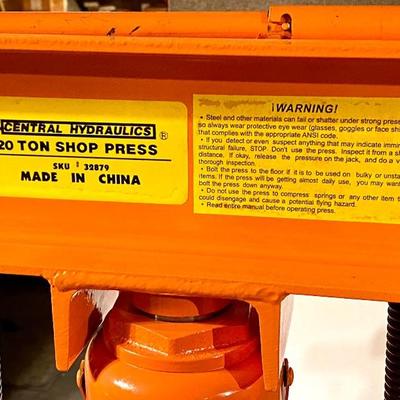 CENTRAL HYDRAULICS ®
20 TON SHOP PRESS
SKU # 32879
MADE IN CHINA
¡WARNING!
• Steel and other materials can fail or shatter under strong pres
so always wear protective eye wear (glasses, goggles or face shi
that complies with the appropriate ANSI code.
• If you detect or even suspect anything that may indicate immi
structural failure, STOP. Don't use the press. Inspect it from a s
distance. If okay, release the pressure on the jack, and do a v
thorough inspection.
• Bolt the press to the floor if it is to be used on bulky or unsta
items. If the press will be getting almost daily use, you may want
bolt the press down anyway.
• Do not use the press to compress springs or any other item t
could disengage and cause a potential flying hazard.
• Read entire manual before operating press.